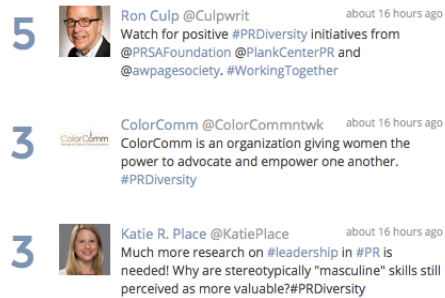 5
Ron Culp @Culpwrit about 16 hours ago
Watch for positive #PRDiversity initiatives from
@PRSAFoundation @PlankCenterPR and
@awpagesociety. #WorkingTogether
3
ColorComm
ColorComm @ColorCommntwk about 16 hours ago
ColorComm is an organization giving women the
power to advocate and empower one another.
#PRDiversity
3
Katie R. Place @KatiePlace about 16 hours ago
Much more research on #leadership in #PR is
needed! Why are stereotypically "masculine" skills still
perceived as more valuable?#PRDiversity